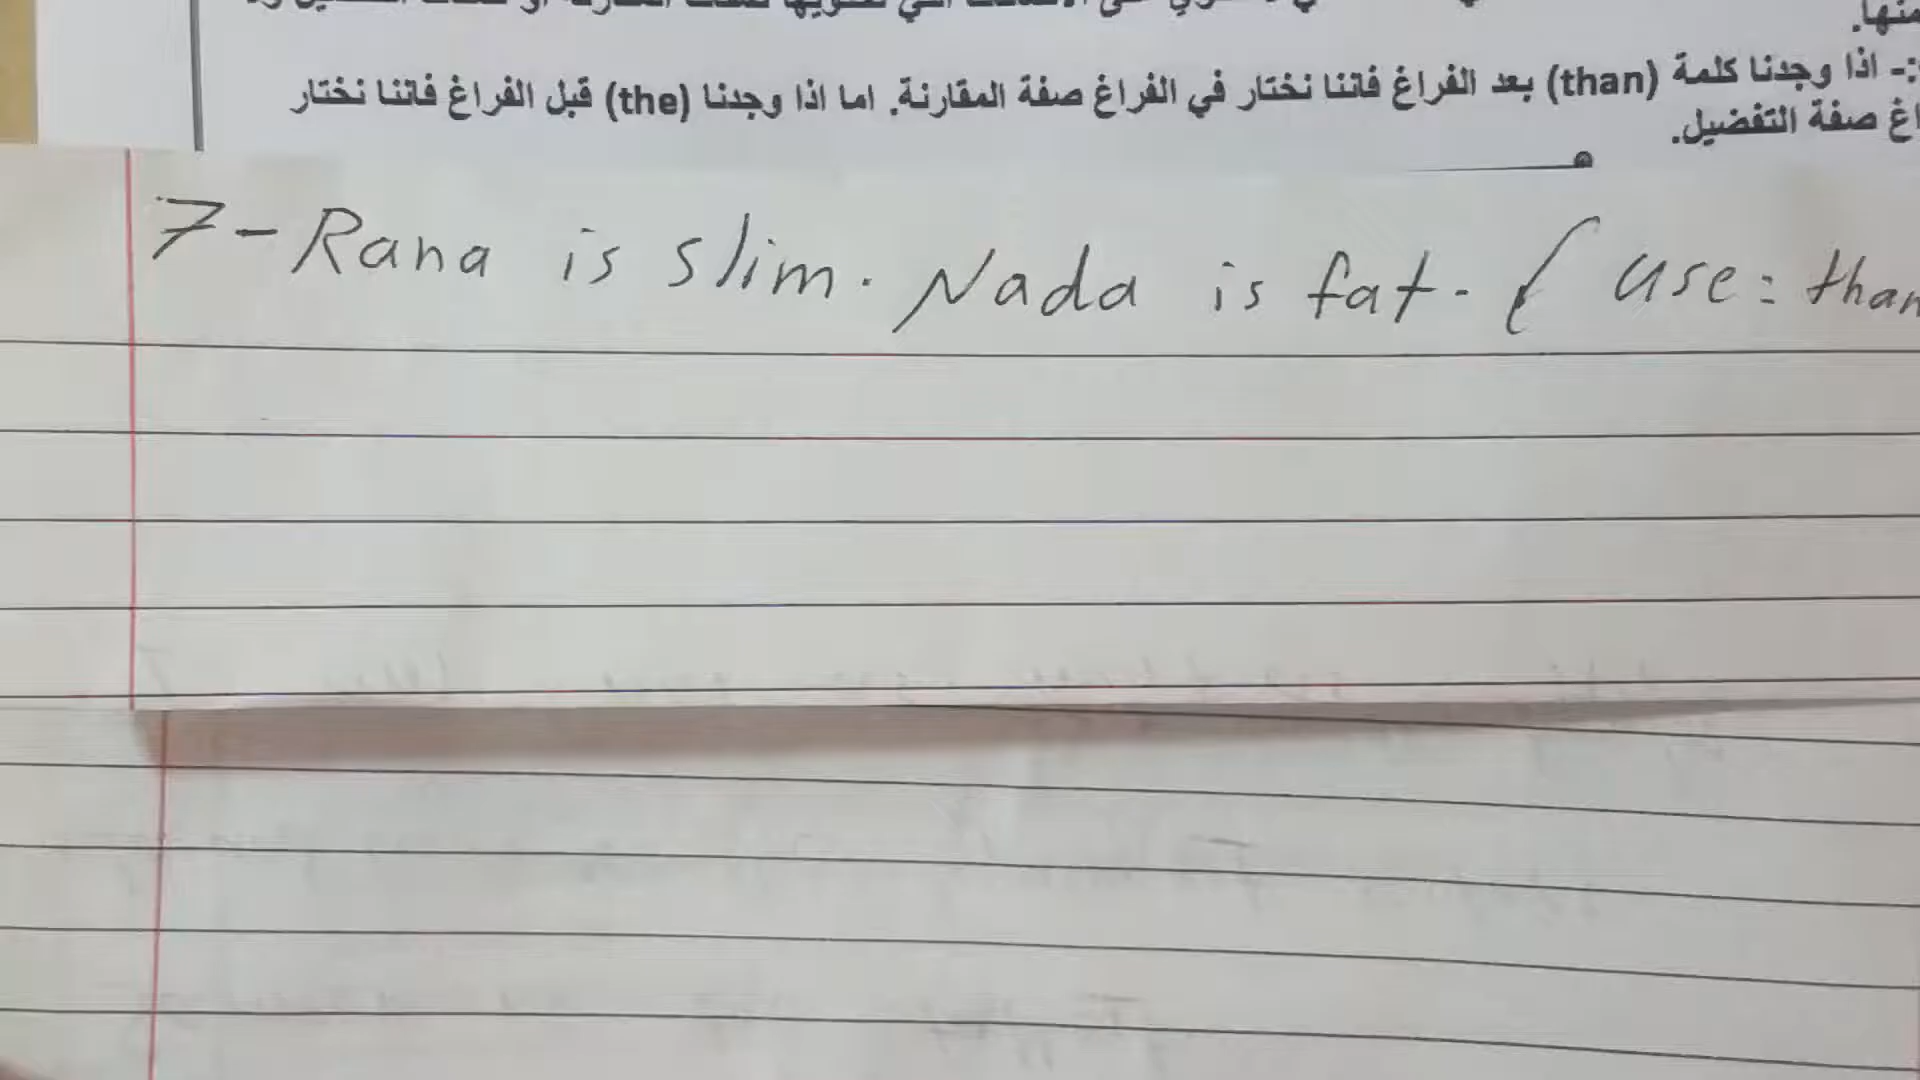 منها.
:- اذا وجدنا كلمة (than) بعد الفراغ فاننا نختار في الفراغ صفة المقارنة. اما اذا وجدنا (the) قبل الفراغ فاننا نختار
اغ صفة التفضيل.
7- Rana is slim. Nada is fat. ( use: than